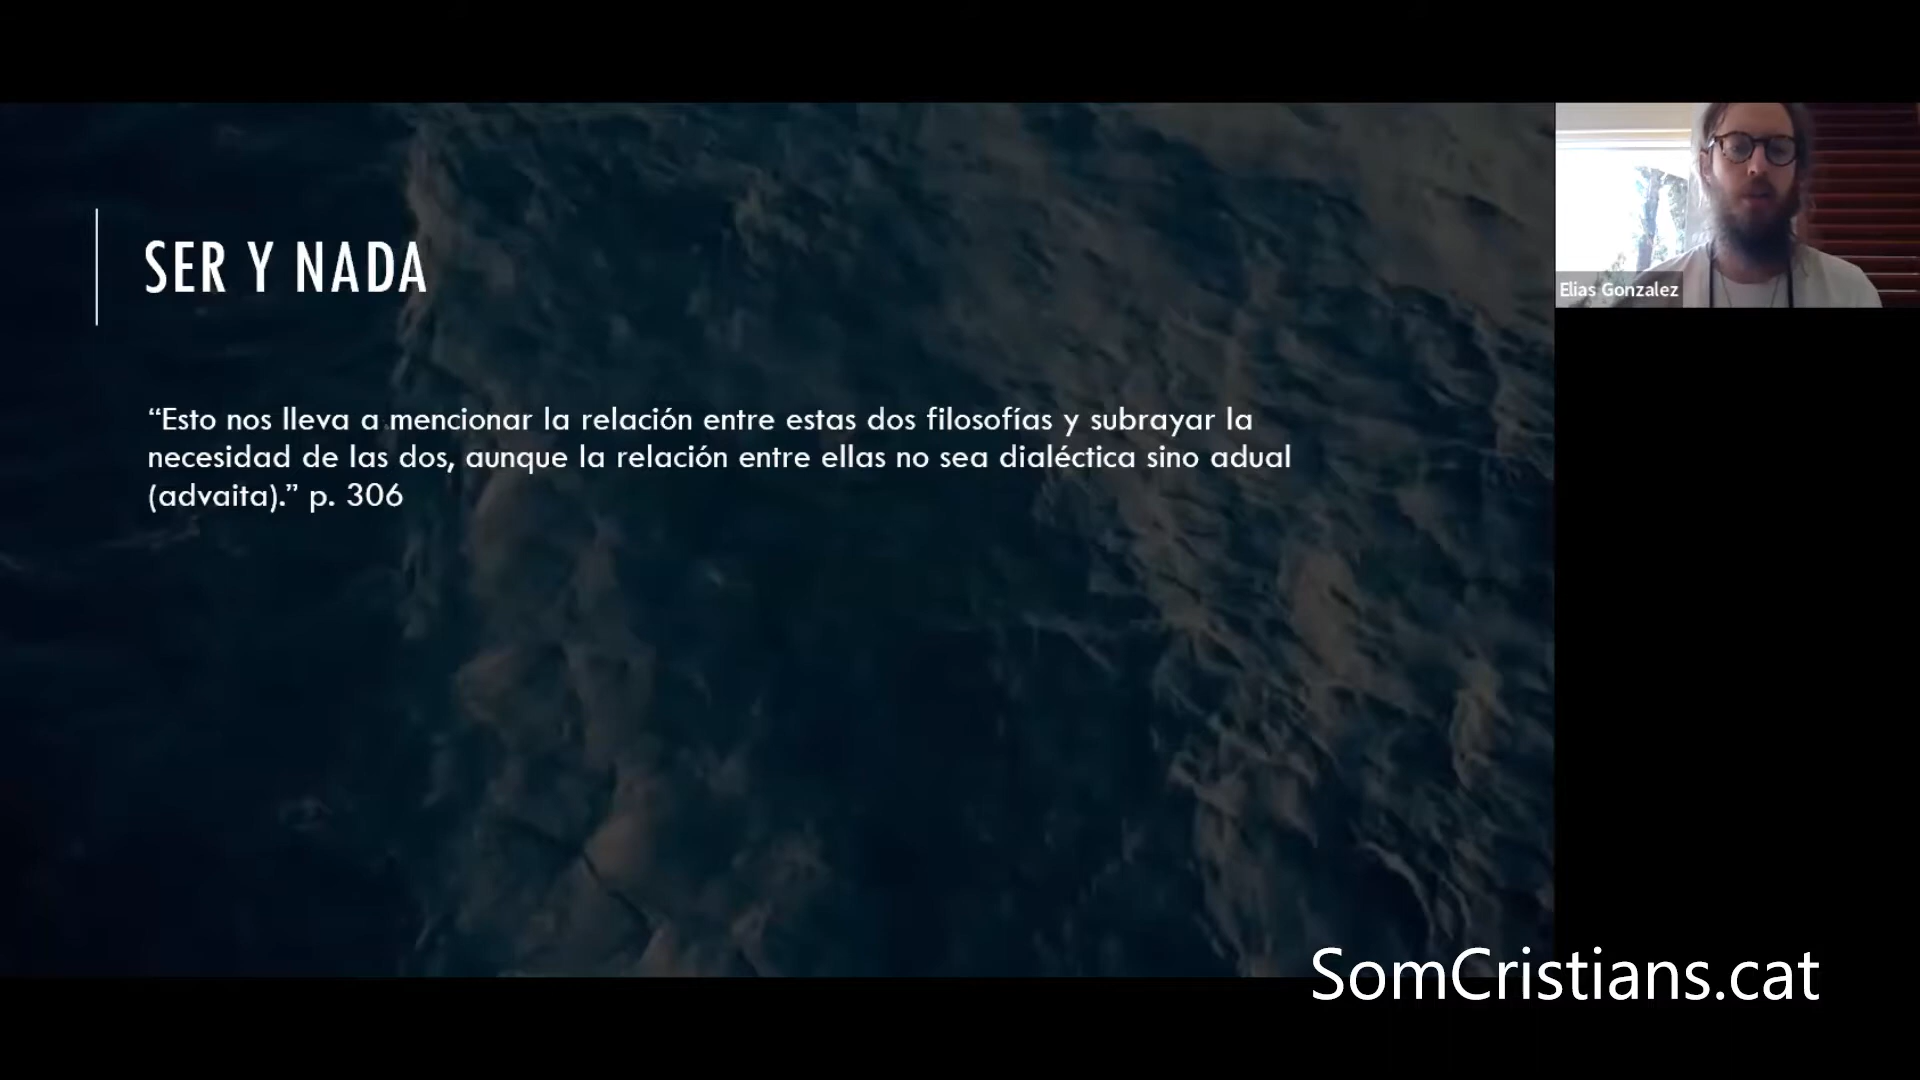 SER Y NADA
“Esto nos lleva a mencionar la relación entre estas dos filosofías y subrayar la
necesidad de las dos, aunque la relación entre ellas no sea dialéctica sino adual
(advaita).” p. 306
Elias Gonzalez
SomCristians.cat